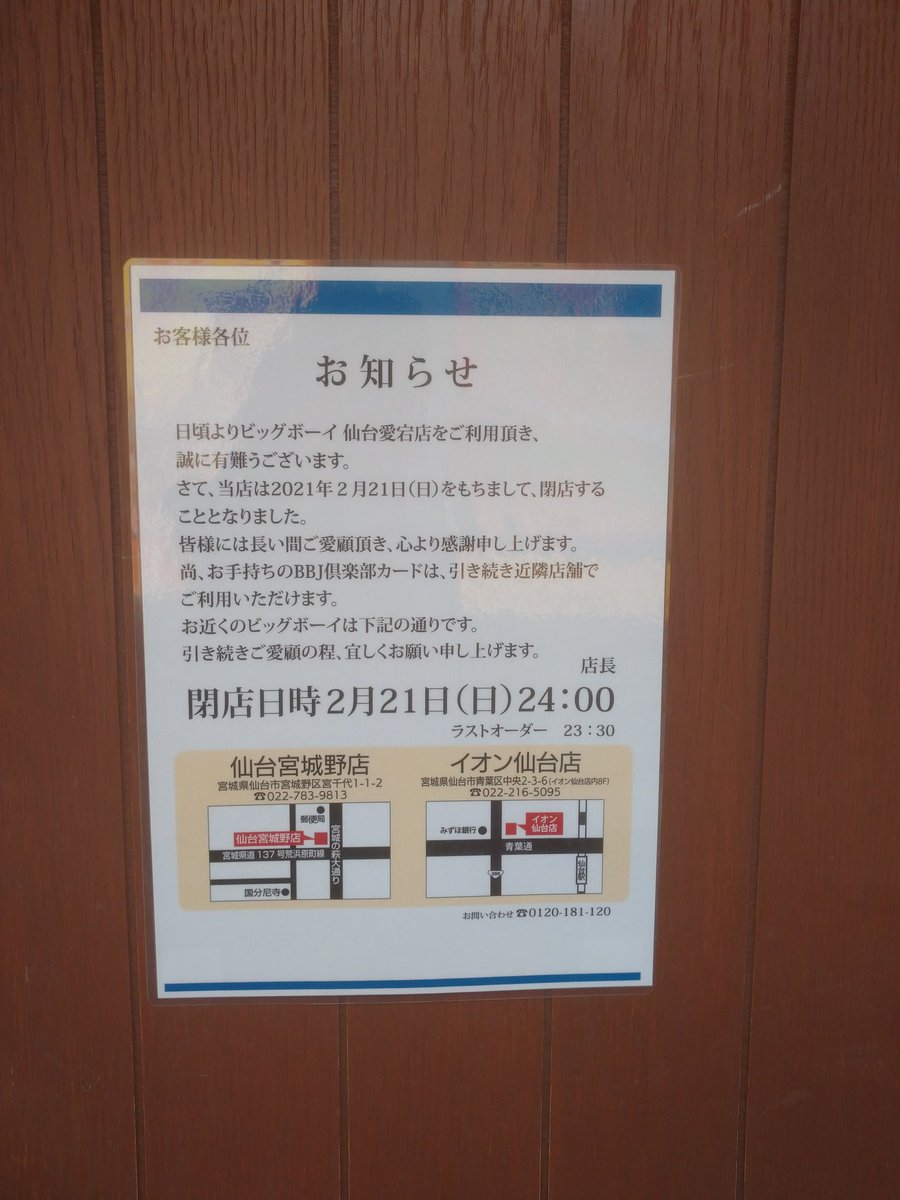 お客様各位
お知らせ
日頃よりビッグボーイ 仙台愛宕店をご利用頂き、
誠に有難うございます。
さて、当店は2021年2月21日(日)をもちまして、閉店する
こととなりました。
皆様には長い間ご愛顧頂き、心より感謝申し上げます。
尚、お手持ちのBBJ倶楽部カードは、引き続き近隣店舗で
ご利用いただけます。
お近くのビッグボーイは下記の通りです。
引き続きご愛顧の程、宜しくお願い申し上げます。
店長
閉店日時2月21日(日)24:00
ラストオーダー 23:30
仙台宮城野店
宮城県仙台市宮城野区宮千代1-1-2
☎022-783-9813
郵便局
仙台宮城野店
宮城県道 137 号荒浜原町線
宮城の萩大通り
国分尼寺
イオン仙台店
宮城県仙台市青葉区中央2-3-6(イオン仙台店内8F)
☎022-216-5095
みずほ銀行
イオン
仙台店
青葉通
仙台駅
お問い合わせ ☎0120-181-120